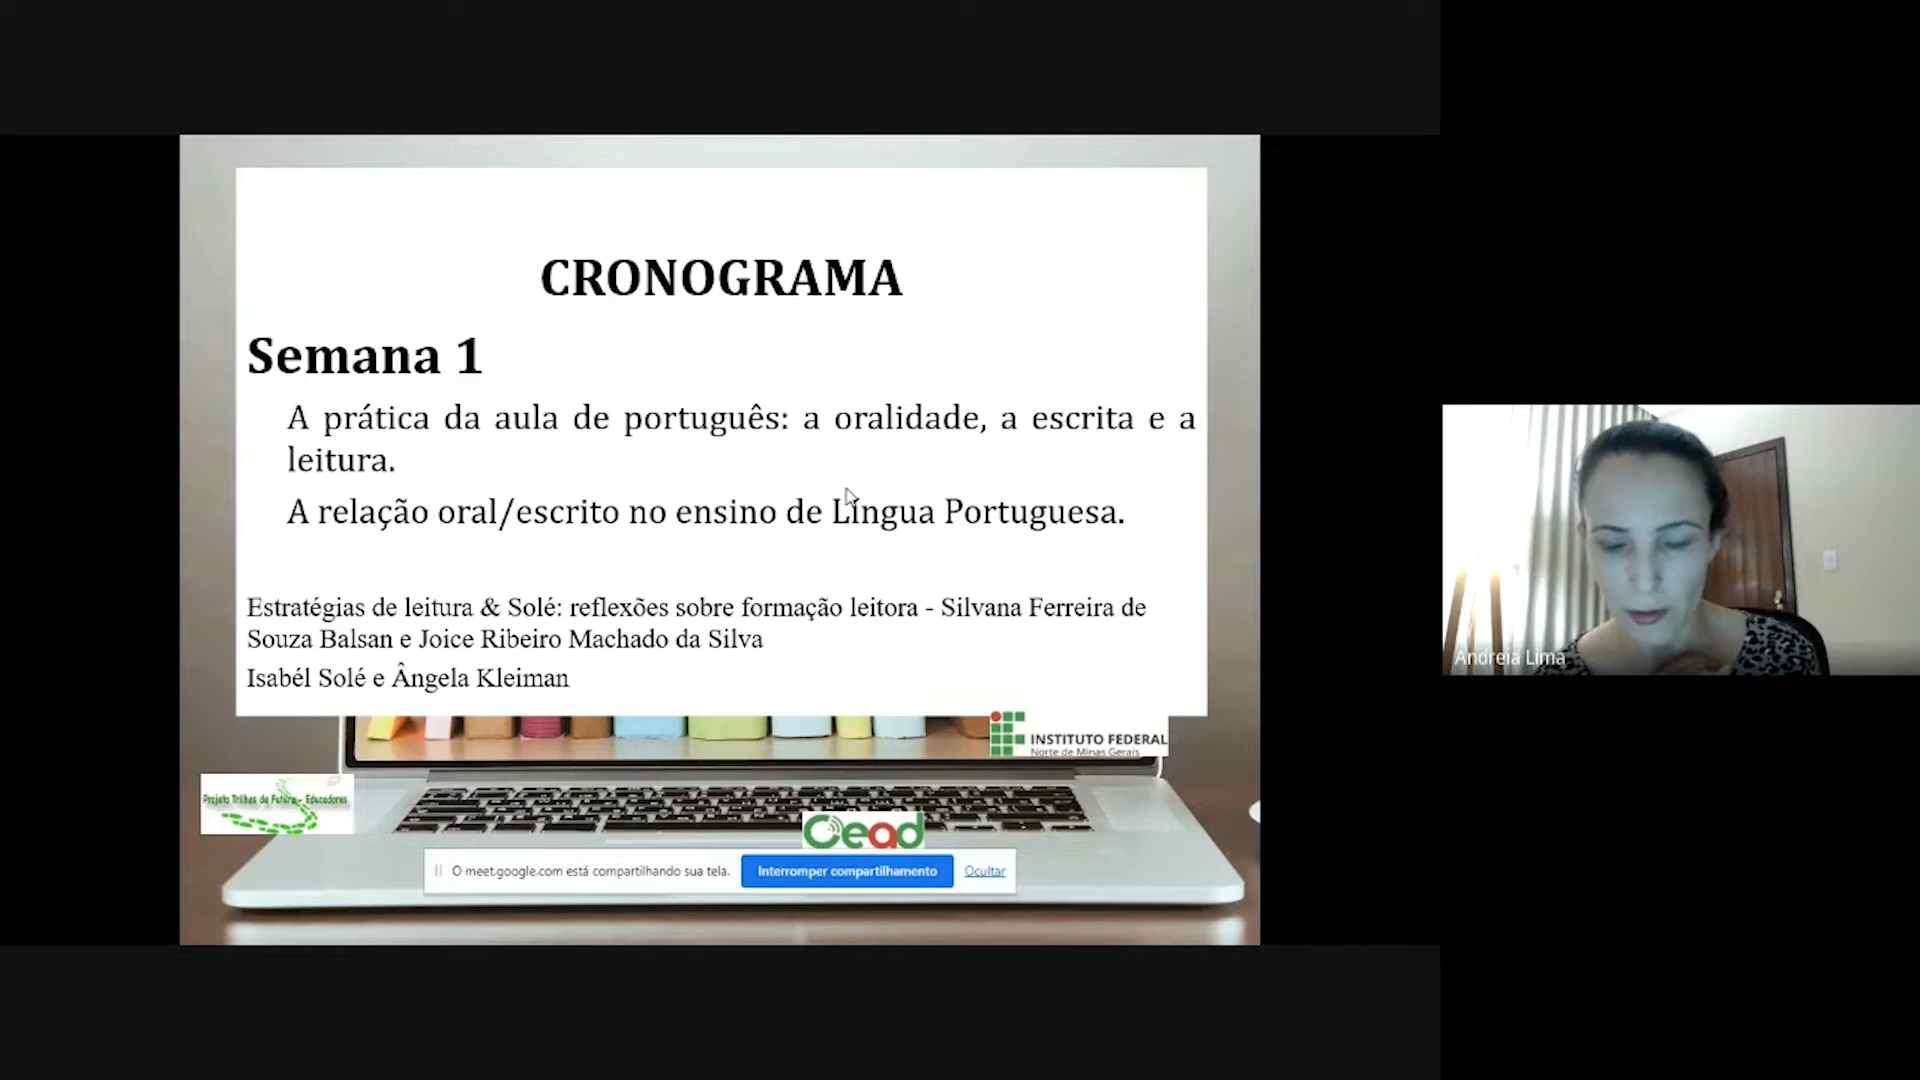 CRONOGRAMA
Semana 1
A prática da aula de português: a oralidade, a escrita e a
leitura.
A relação oral/escrito no ensino de Língua Portuguesa.
Estratégias de leitura & Solé: reflexões sobre formação leitora - Silvana Ferreira de
Souza Balsan e Joice Ribeiro Machado da Silva
Isabél Solé e Ângela Kleiman
INSTITUTO FEDERAL
Norte de Minas Gerais
Projeto Trilhas de Futuro - Educadores
Cead
O meet.google.com está compartilhando sua tela.
Interromper compartilhamento
Ocultar
Andreia Lima